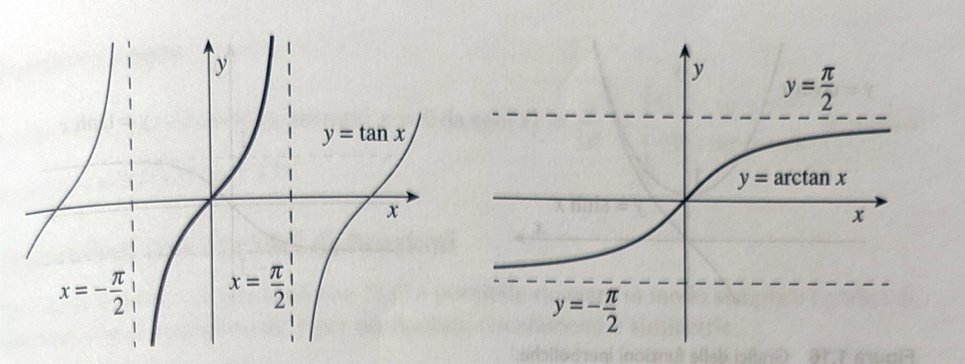 y
y = tan x
x
x = −π/2
x = π/2
y
y = π/2
y = arctan x
x
y = −π/2